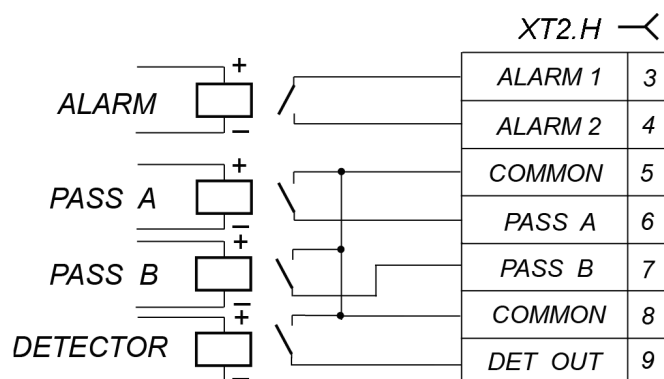 XT2.H
+
ALARM 1 3
ALARM
−
ALARM 2 4
+
COMMON 5
PASS A
−
PASS A 6
+
PASS B
PASS B 7
−
+
COMMON 8
DETECTOR
−
DET OUT 9